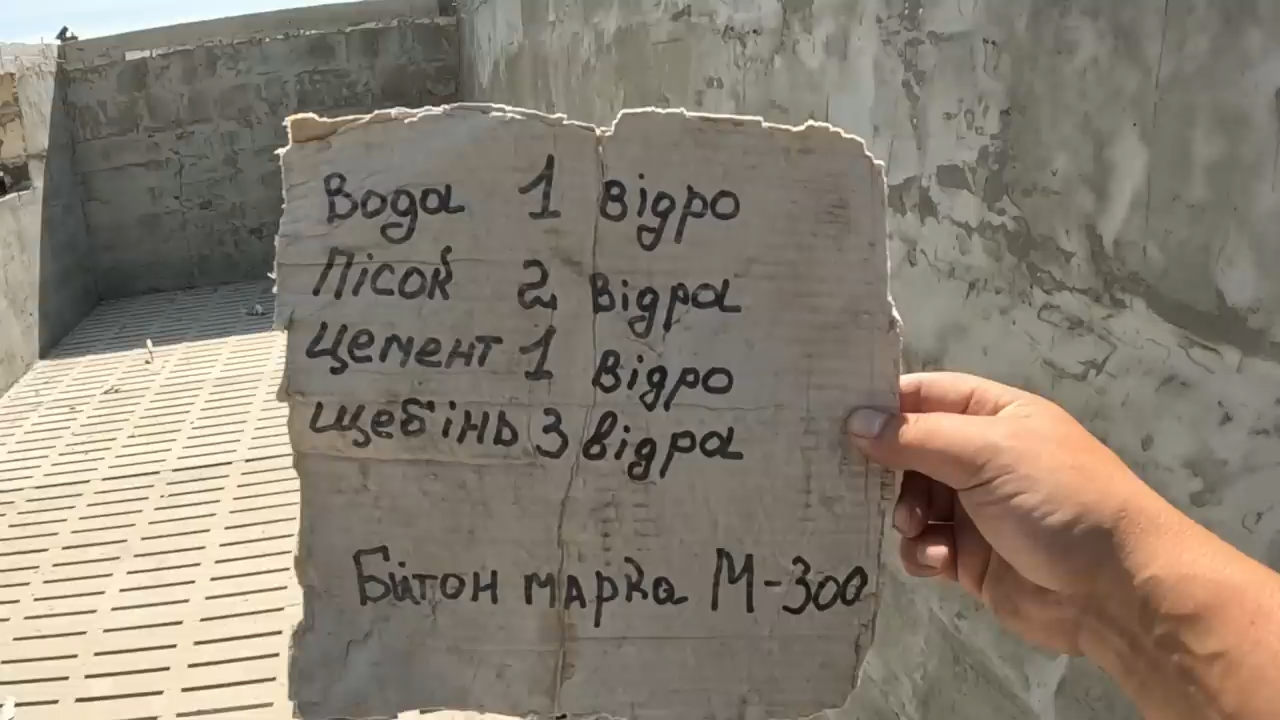 Вода 1 відро
Пісок 2 відра
Цемент 1 відро
щебінь 3 відра
Бітон марка М-300